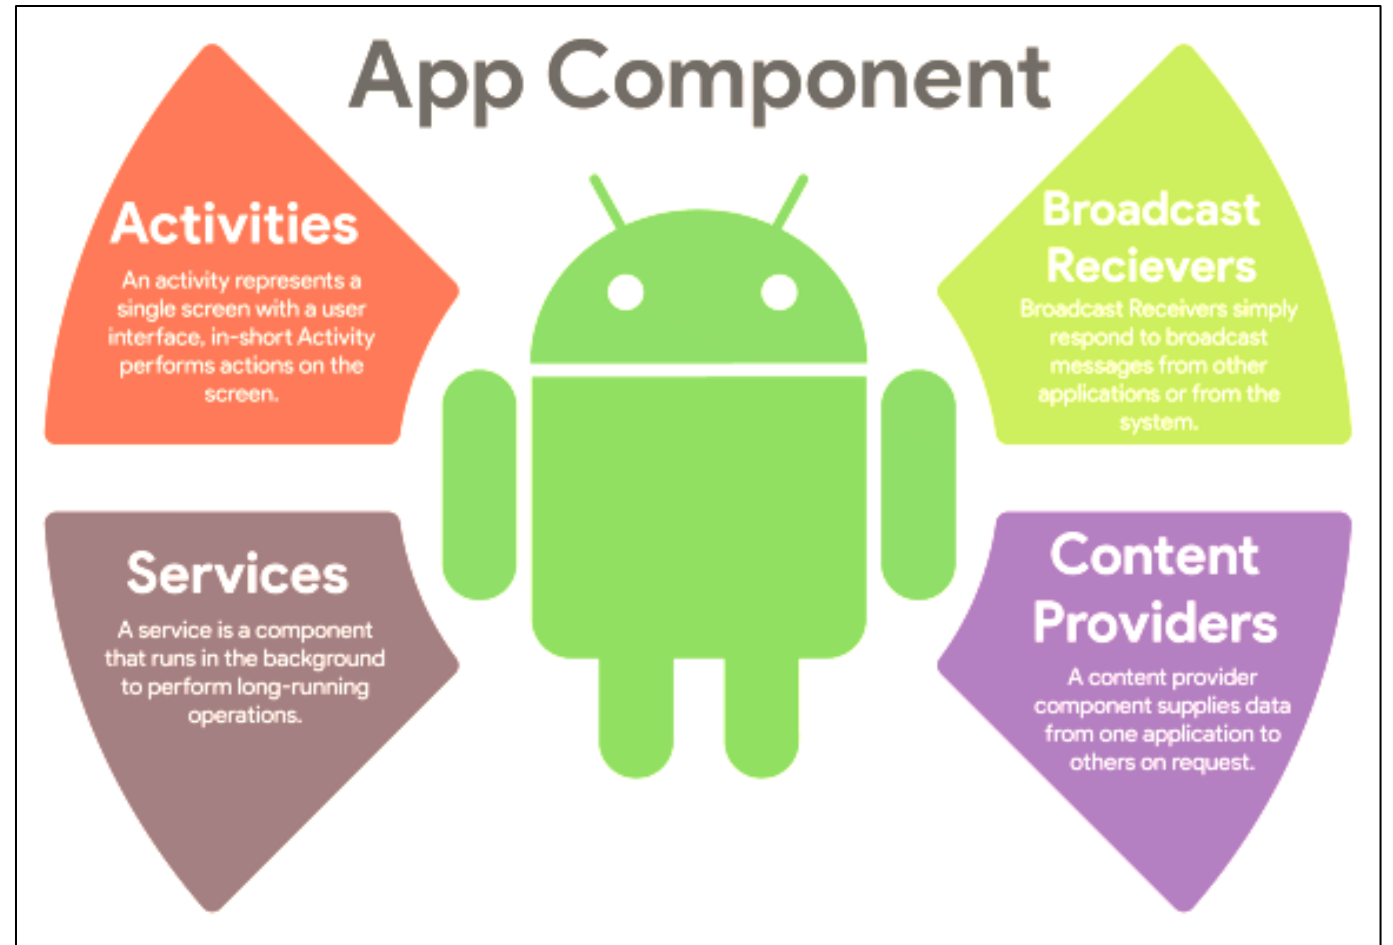 App Component
Activities
An activity represents a
single screen with a user
interface, in-short Activity
performs actions on the
screen.
Broadcast
Recievers
Broadcast Receivers simply
respond to broadcast
messages from other
applications or from the
system.
Services
A service is a component
that runs in the background
to perform long-running
operations.
Content
Providers
A content provider
component supplies data
from one application to
others on request.